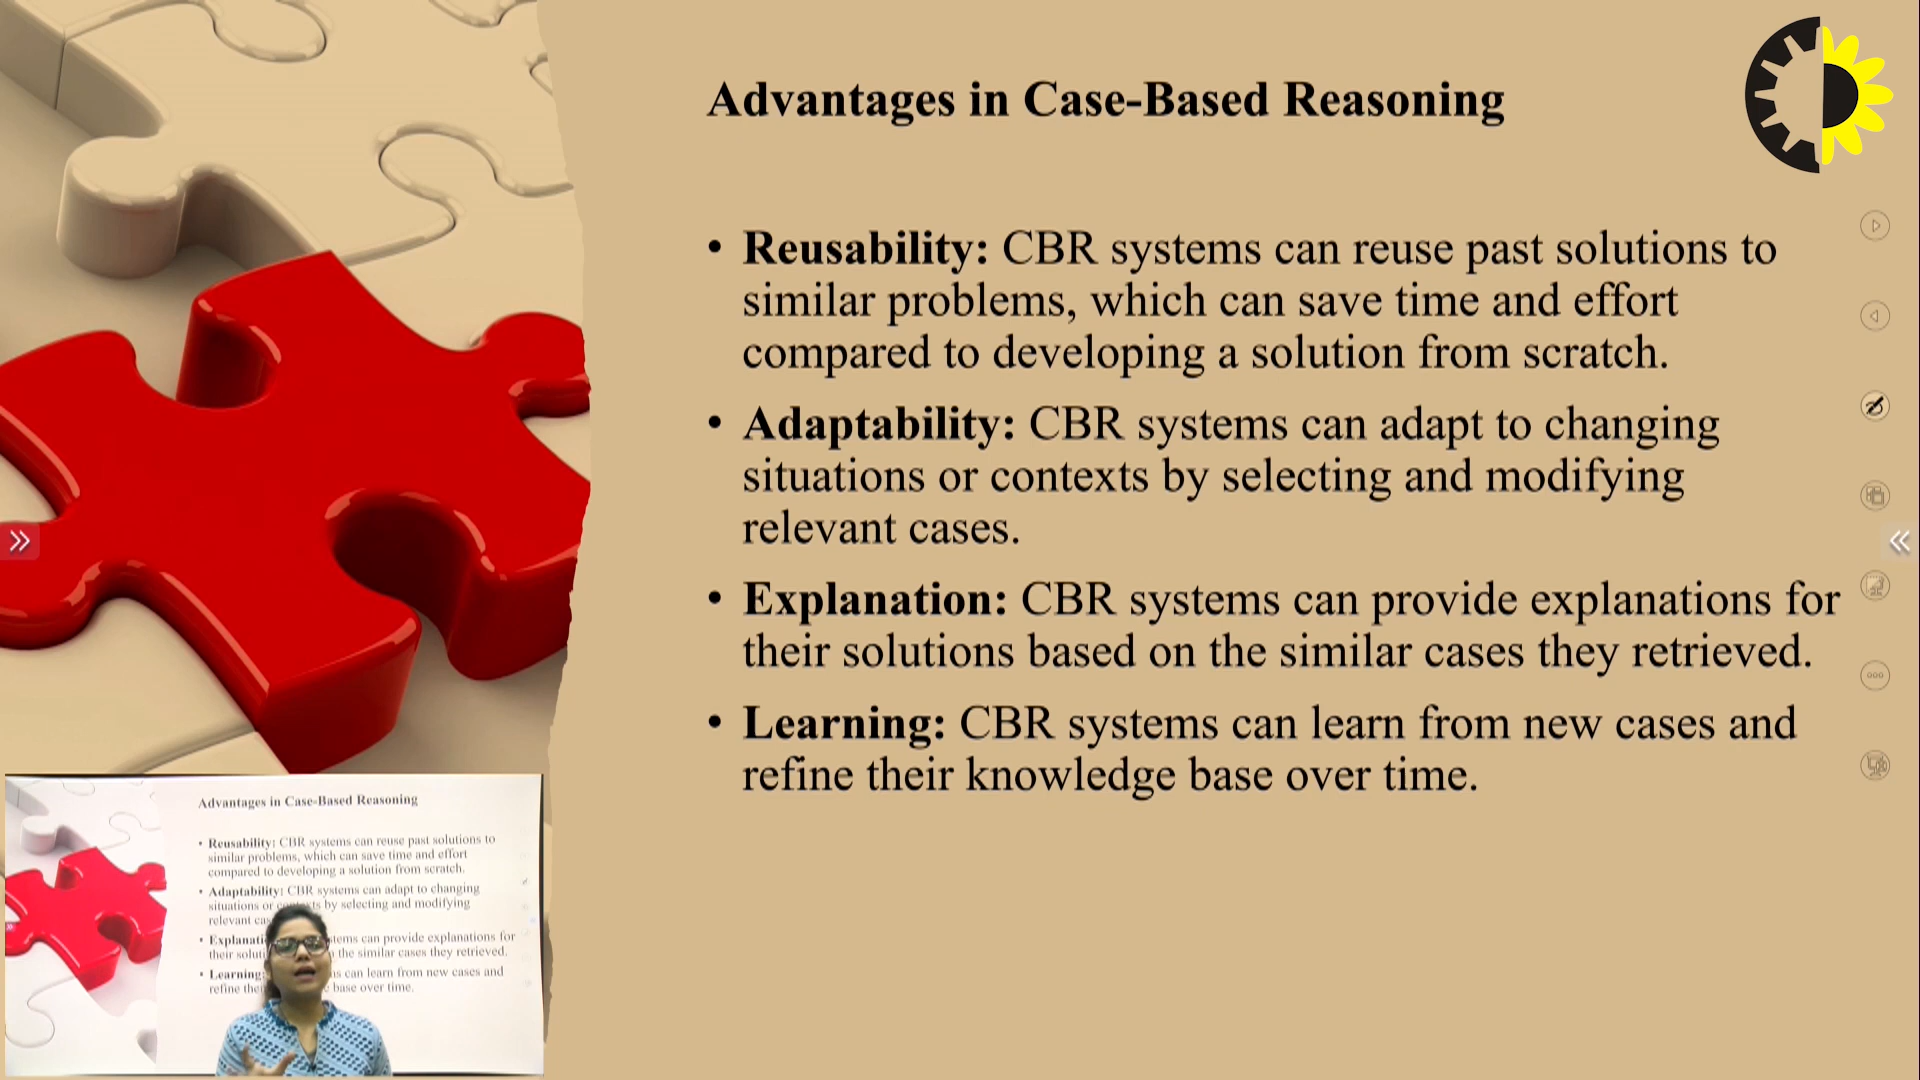 Advantages in Case-Based Reasoning
• Reusability: CBR systems can reuse past solutions to
similar problems, which can save time and effort
compared to developing a solution from scratch.
• Adaptability: CBR systems can adapt to changing
situations or contexts by selecting and modifying
relevant cases.
• Explanation: CBR systems can provide explanations for
their solutions based on the similar cases they retrieved.
• Learning: CBR systems can learn from new cases and
refine their knowledge base over time.
Advantages in Case-Based Reasoning
• Reusability: CBR systems can reuse past solutions to
similar problems, which can save time and effort
compared to developing a solution from scratch.
• Adaptability: CBR systems can adapt to changing
situations or by selecting and modifying
relevant
• can provide explanations for
their the similar cases they retrieved.
• Learning: can learn from new cases and
refine base over time.